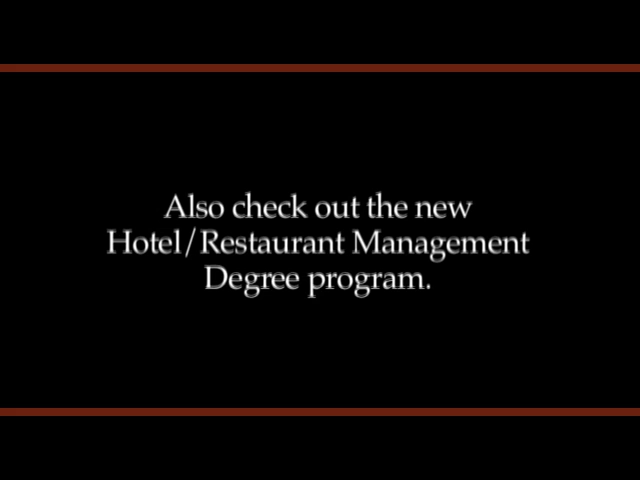 Also check out the new
Hotel/Restaurant Management
Degree program.